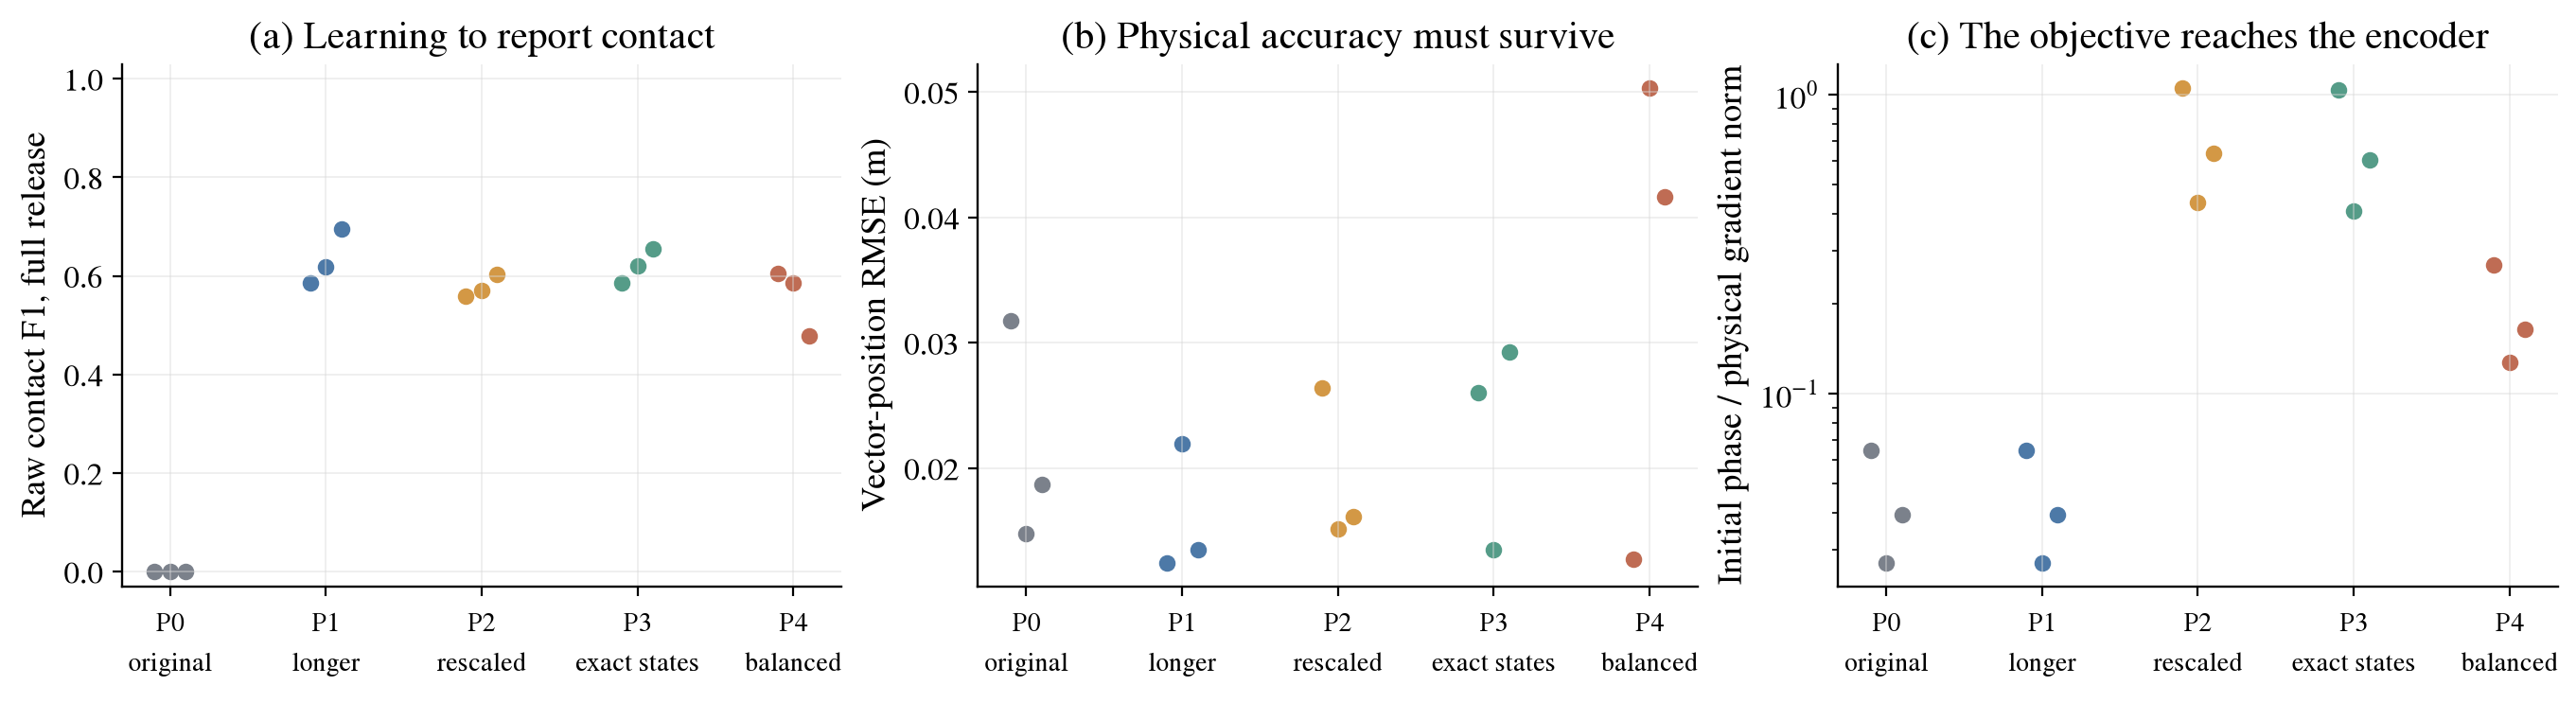 (a) Learning to report contact
Raw contact F1, full release
1.0
0.8
0.6
0.4
0.2
0.0
P0 P1 P2 P3 P4
original longer rescaled exact states balanced
(b) Physical accuracy must survive
Vector-position RMSE (m)
0.05
0.04
0.03
0.02
P0 P1 P2 P3 P4
original longer rescaled exact states balanced
(c) The objective reaches the encoder
Initial phase / physical gradient norm
10⁰
10⁻¹
P0 P1 P2 P3 P4
original longer rescaled exact states balanced